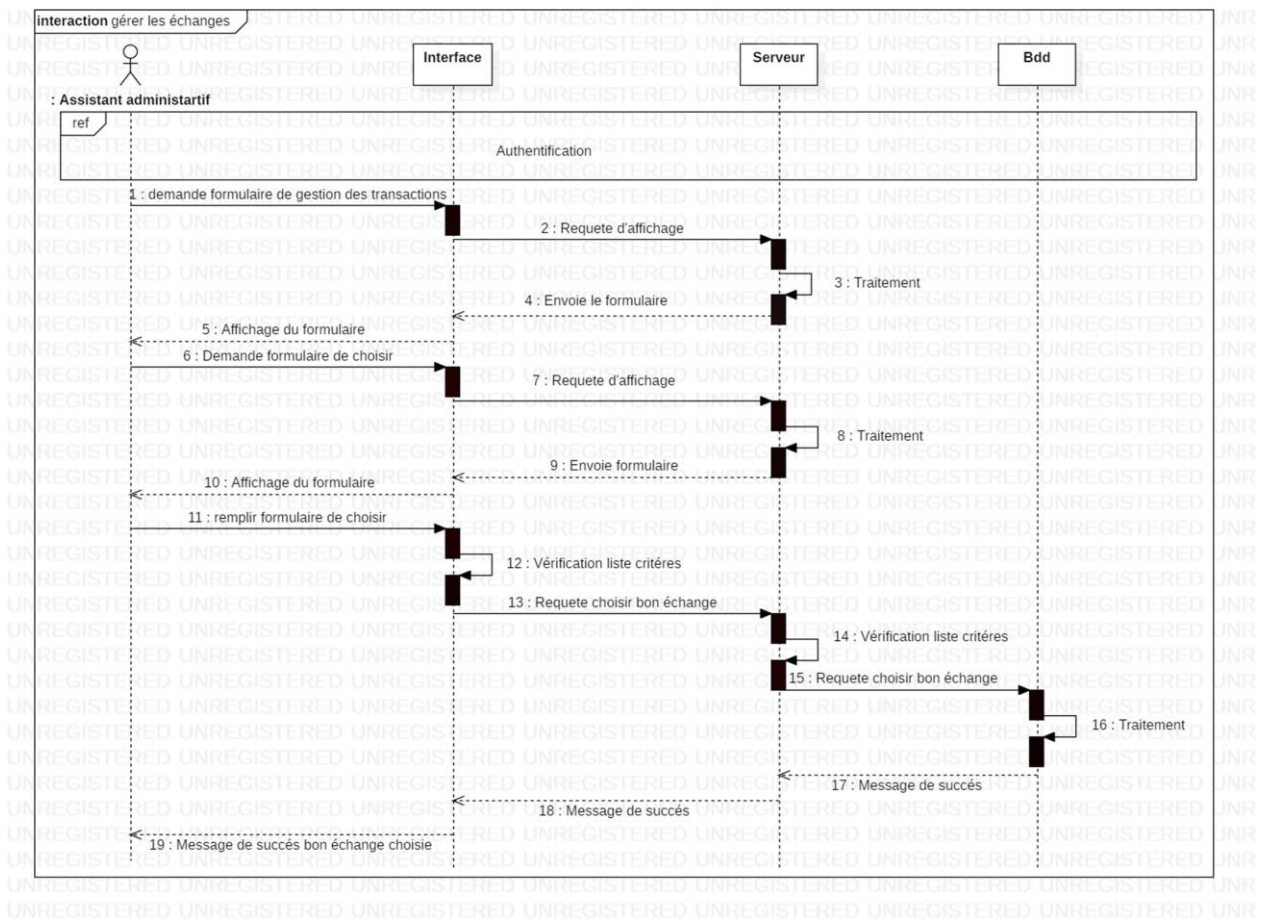 interaction gérer les échanges
Interface
Serveur
Bdd
: Assistant administartif
ref
Authentification
1 : demande formulaire de gestion des transactions
2 : Requete d'affichage
3 : Traitement
4 : Envoie le formulaire
5 : Affichage du formulaire
6 : Demande formulaire de choisir
7 : Requete d'affichage
8 : Traitement
9 : Envoie formulaire
10 : Affichage du formulaire
11 : remplir formulaire de choisir
12 : Vérification liste critéres
13 : Requete choisir bon échange
14 : Vérification liste critéres
15 : Requete choisir bon échange
16 : Traitement
17 : Message de succés
18 : Message de succés
19 : Message de succés bon échange choisie